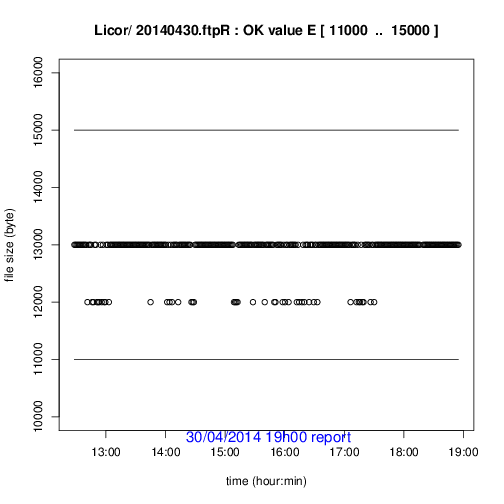 Licor/ 20140430.ftpR : OK value E [ 11000  ..  15000 ]
file size (byte)
16000
15000
14000
13000
12000
11000
10000
30/04/2014 19h00 report
13:00 14:00 15:00 16:00 17:00 18:00 19:00
time (hour:min)